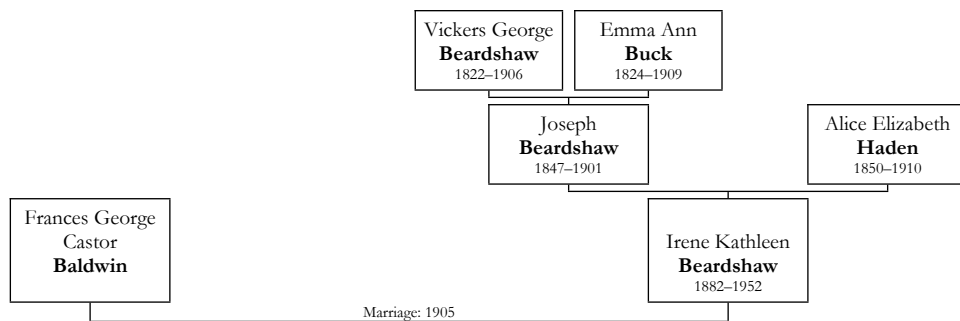 Vickers George
Beardshaw
1822–1906
Emma Ann
Buck
1824–1909
Joseph
Beardshaw
1847–1901
Alice Elizabeth
Haden
1850–1910
Frances George
Castor
Baldwin
Irene Kathleen
Beardshaw
1882–1952
Marriage: 1905